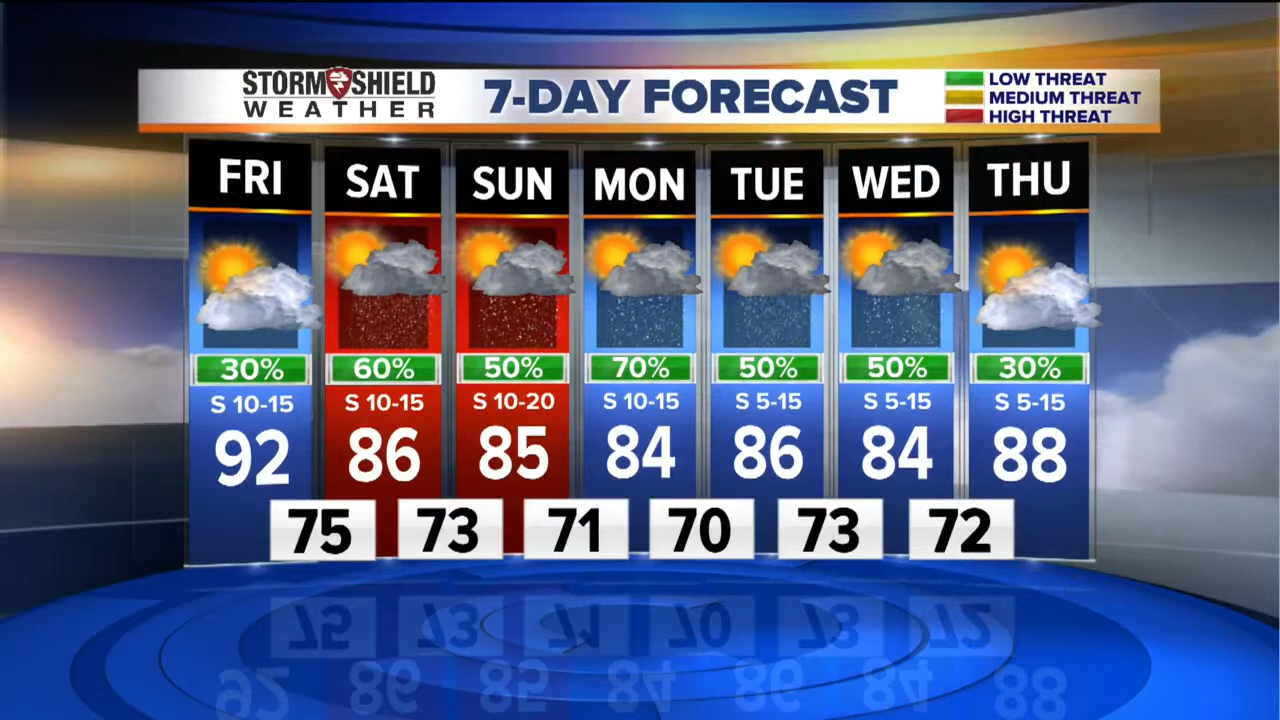 STORM SHIELD
WEATHER
7-DAY FORECAST
LOW THREAT
MEDIUM THREAT
HIGH THREAT
FRI SAT SUN MON TUE WED THU
30% 60% 50% 70% 50% 50% 30%
S 10-15 S 10-15 S 10-20 S 10-15 S 5-15 S 5-15 S 5-15
92 86 85 84 86 84 88
75 73 71 70 73 72